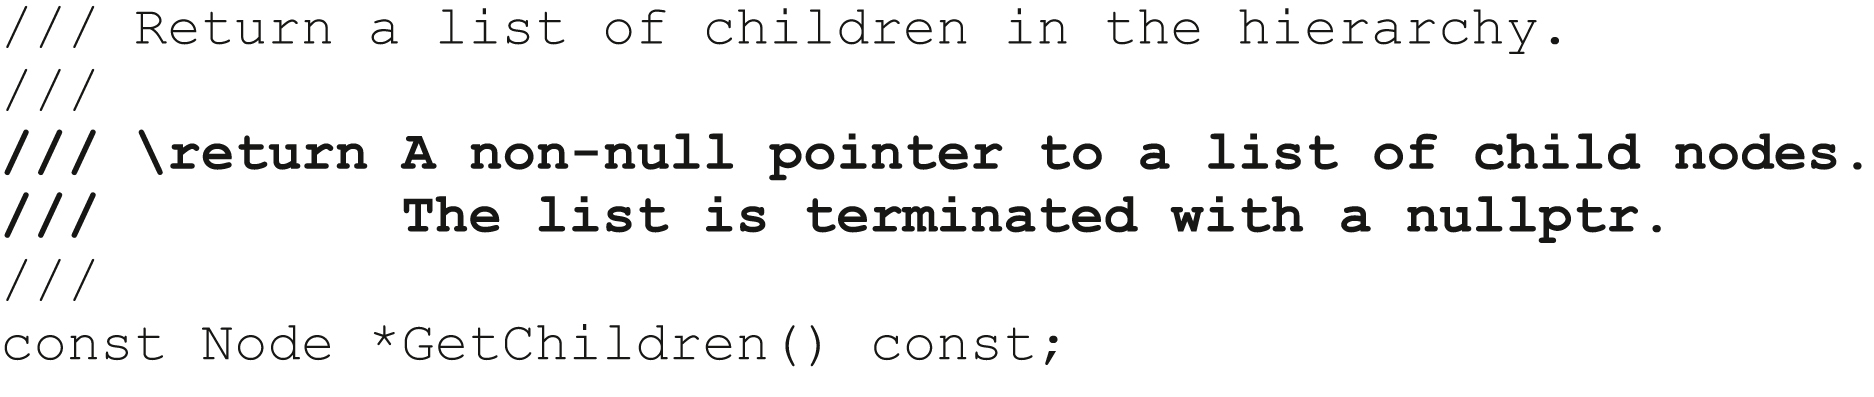 /// Return a list of children in the hierarchy.
///
/// \return A non-null pointer to a list of child nodes.
///         The list is terminated with a nullptr.
///
const Node *GetChildren() const;